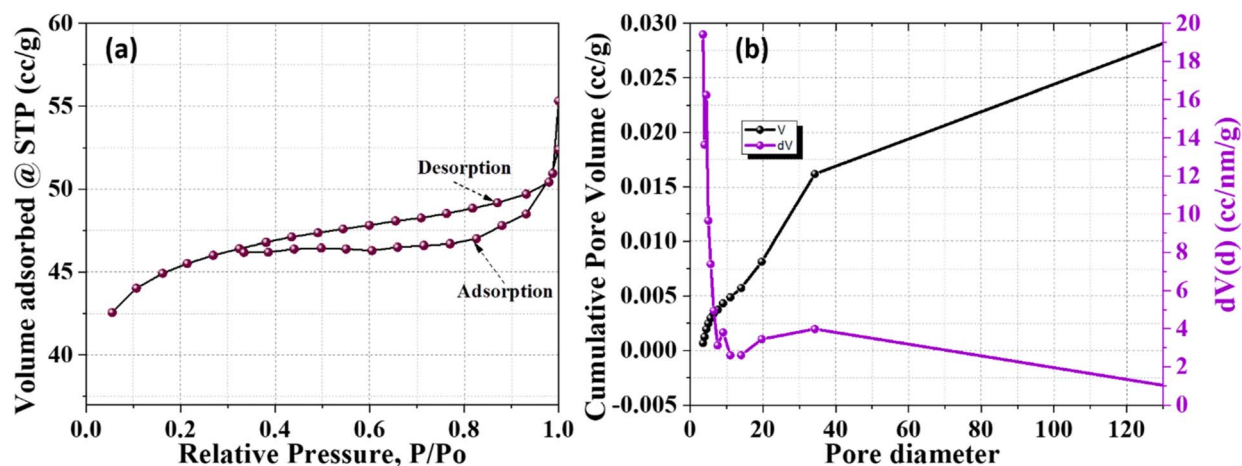 (a)
Volume adsorbed @ STP (cc/g)
60
55
50
45
40
Desorption
Adsorption
0.0 0.2 0.4 0.6 0.8 1.0
Relative Pressure, P/Po
(b)
Cumulative Pore Volume (cc/g)
0.030
0.025
0.020
0.015
0.010
0.005
0.000
-0.005
V
dV
0 20 40 60 80 100 120
Pore diameter
20
18
16
14
12
10
8
6
4
2
0
dV(d) (cc/nm/g)